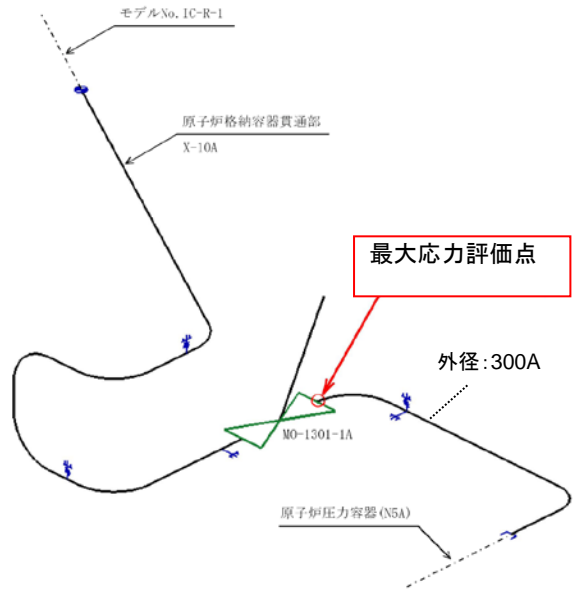 モデルNo.IC-R-1
原子炉格納容器貫通部
X-10A
最大応力評価点
外径:300A
MO-1301-1A
原子炉圧力容器(N5A)